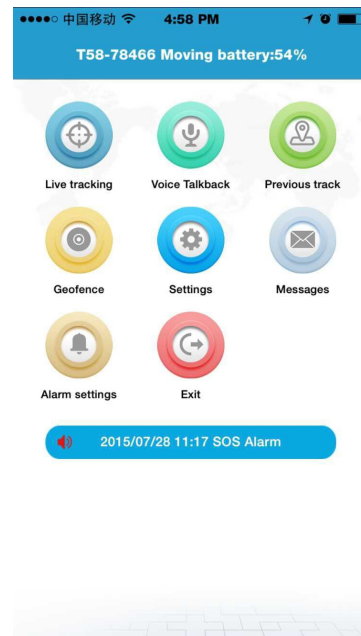 中国移动 4:58 PM
T58-78466 Moving battery:54%
Live tracking Voice Talkback Previous track
Geofence Settings Messages
Alarm settings Exit
2015/07/28 11:17 SOS Alarm